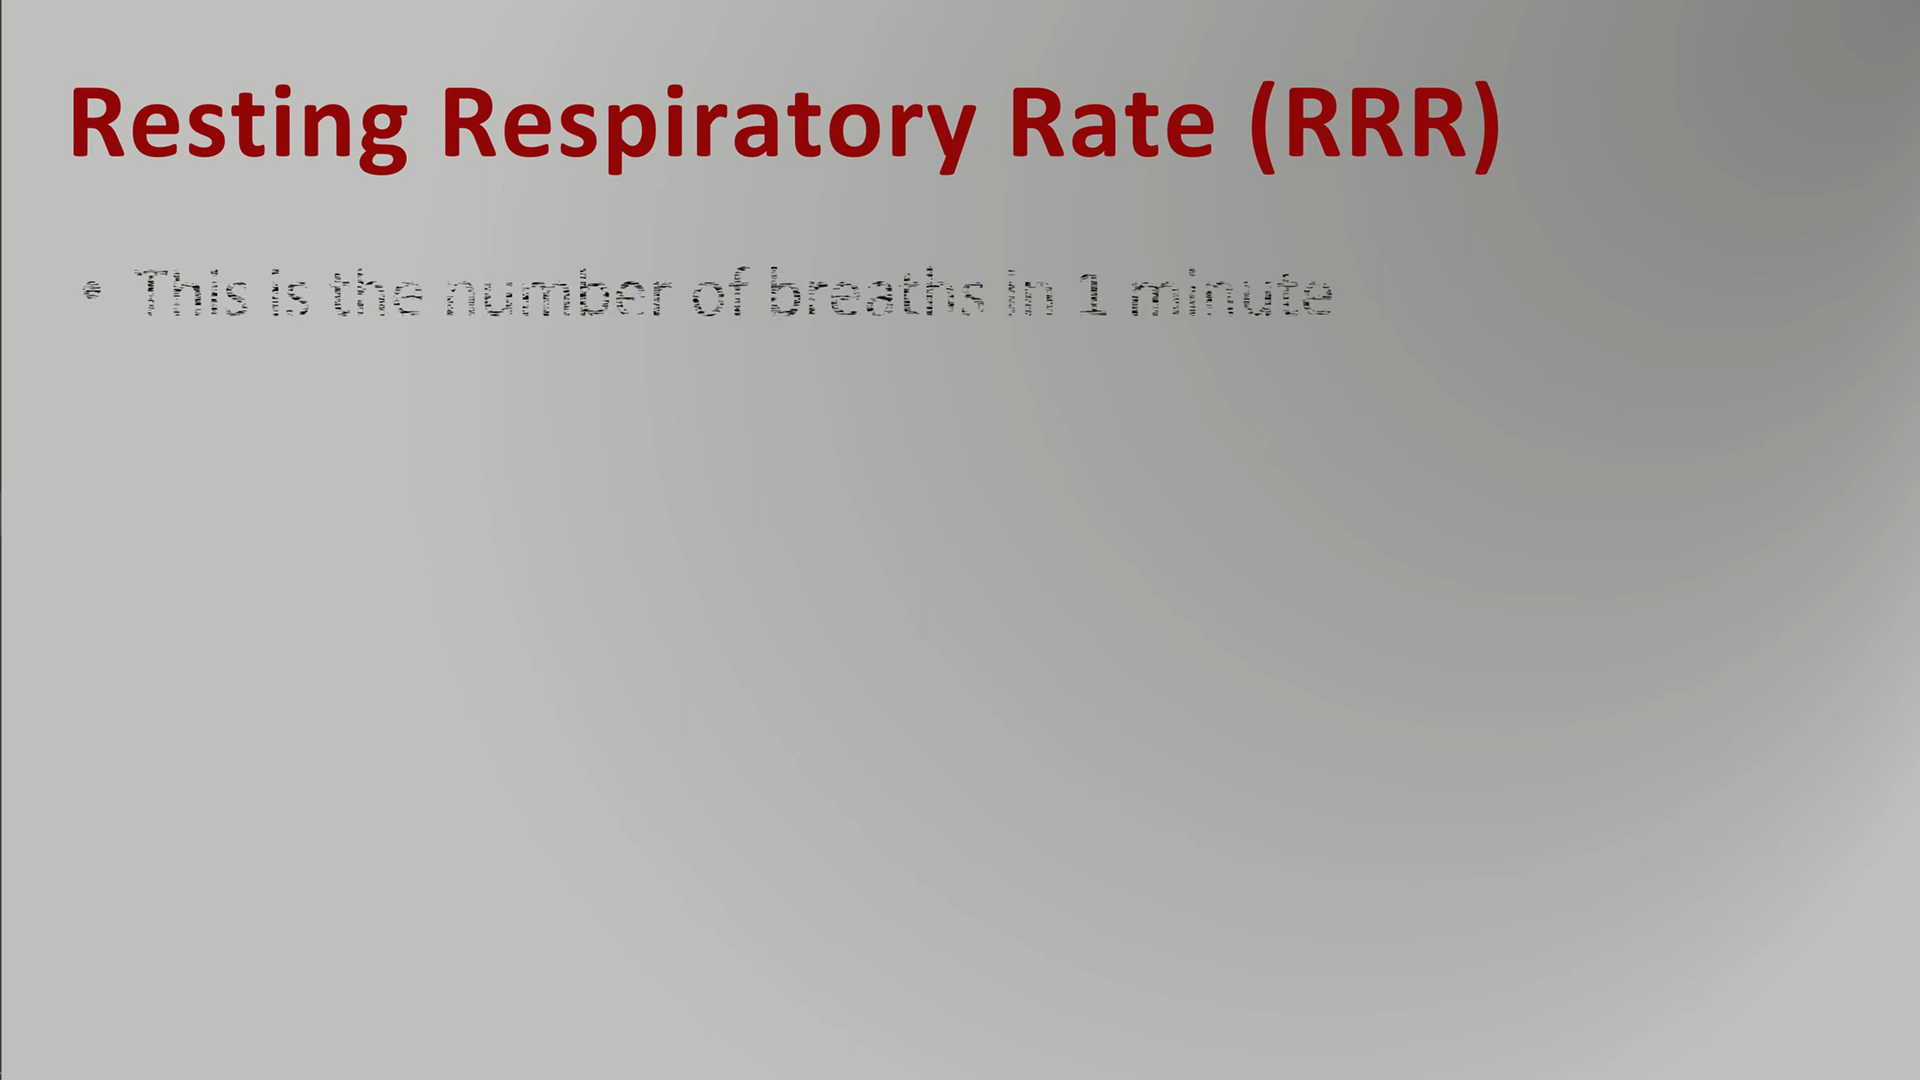 Resting Respiratory Rate (RRR)
• This is the number of breaths in 1 minute